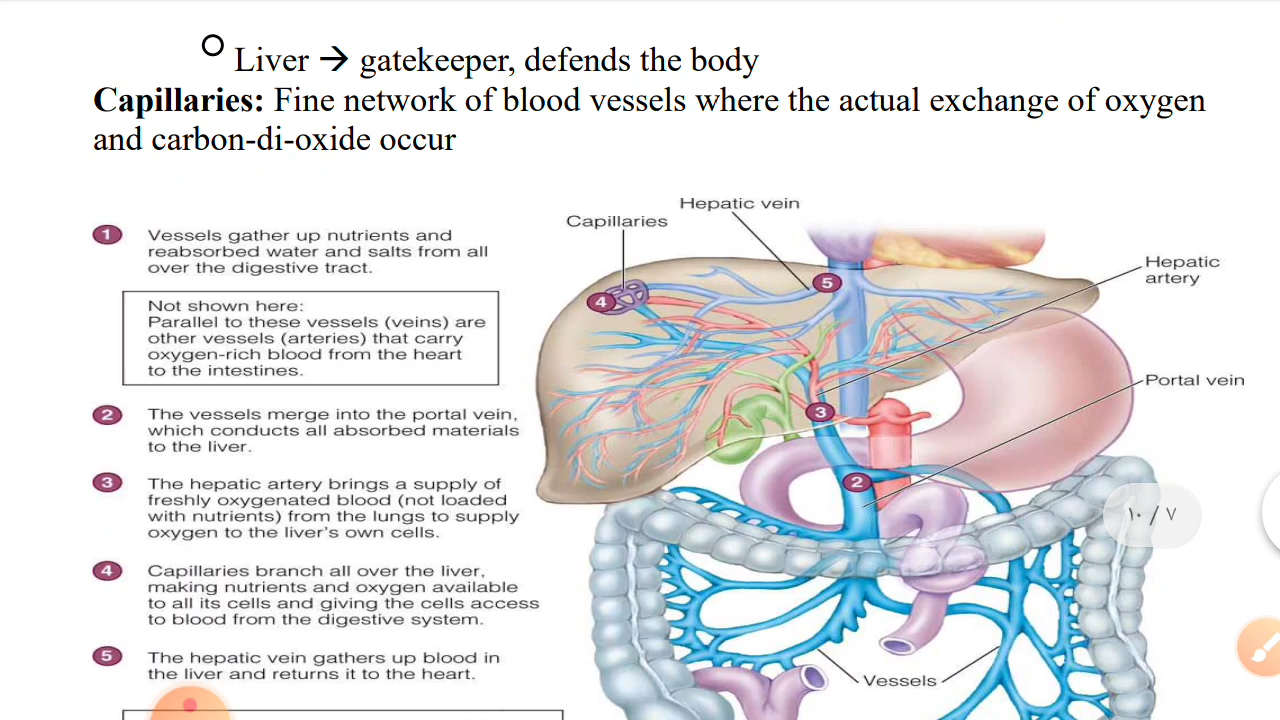 Liver → gatekeeper, defends the body
Capillaries: Fine network of blood vessels where the actual exchange of oxygen
and carbon-di-oxide occur
Hepatic vein
Capillaries
1 Vessels gather up nutrients and
reabsorbed water and salts from all
over the digestive tract.
Not shown here:
Parallel to these vessels (veins) are
other vessels (arteries) that carry
oxygen-rich blood from the heart
to the intestines.
2 The vessels merge into the portal vein,
which conducts all absorbed materials
to the liver.
3 The hepatic artery brings a supply of
freshly oxygenated blood (not loaded
with nutrients) from the lungs to supply
oxygen to the liver's own cells.
4 Capillaries branch all over the liver,
making nutrients and oxygen available
to all its cells and giving the cells access
to blood from the digestive system.
5 The hepatic vein gathers up blood in
the liver and returns it to the heart.
Hepatic
artery
Portal vein
Vessels
4
5
3
2
١٠ / ٧